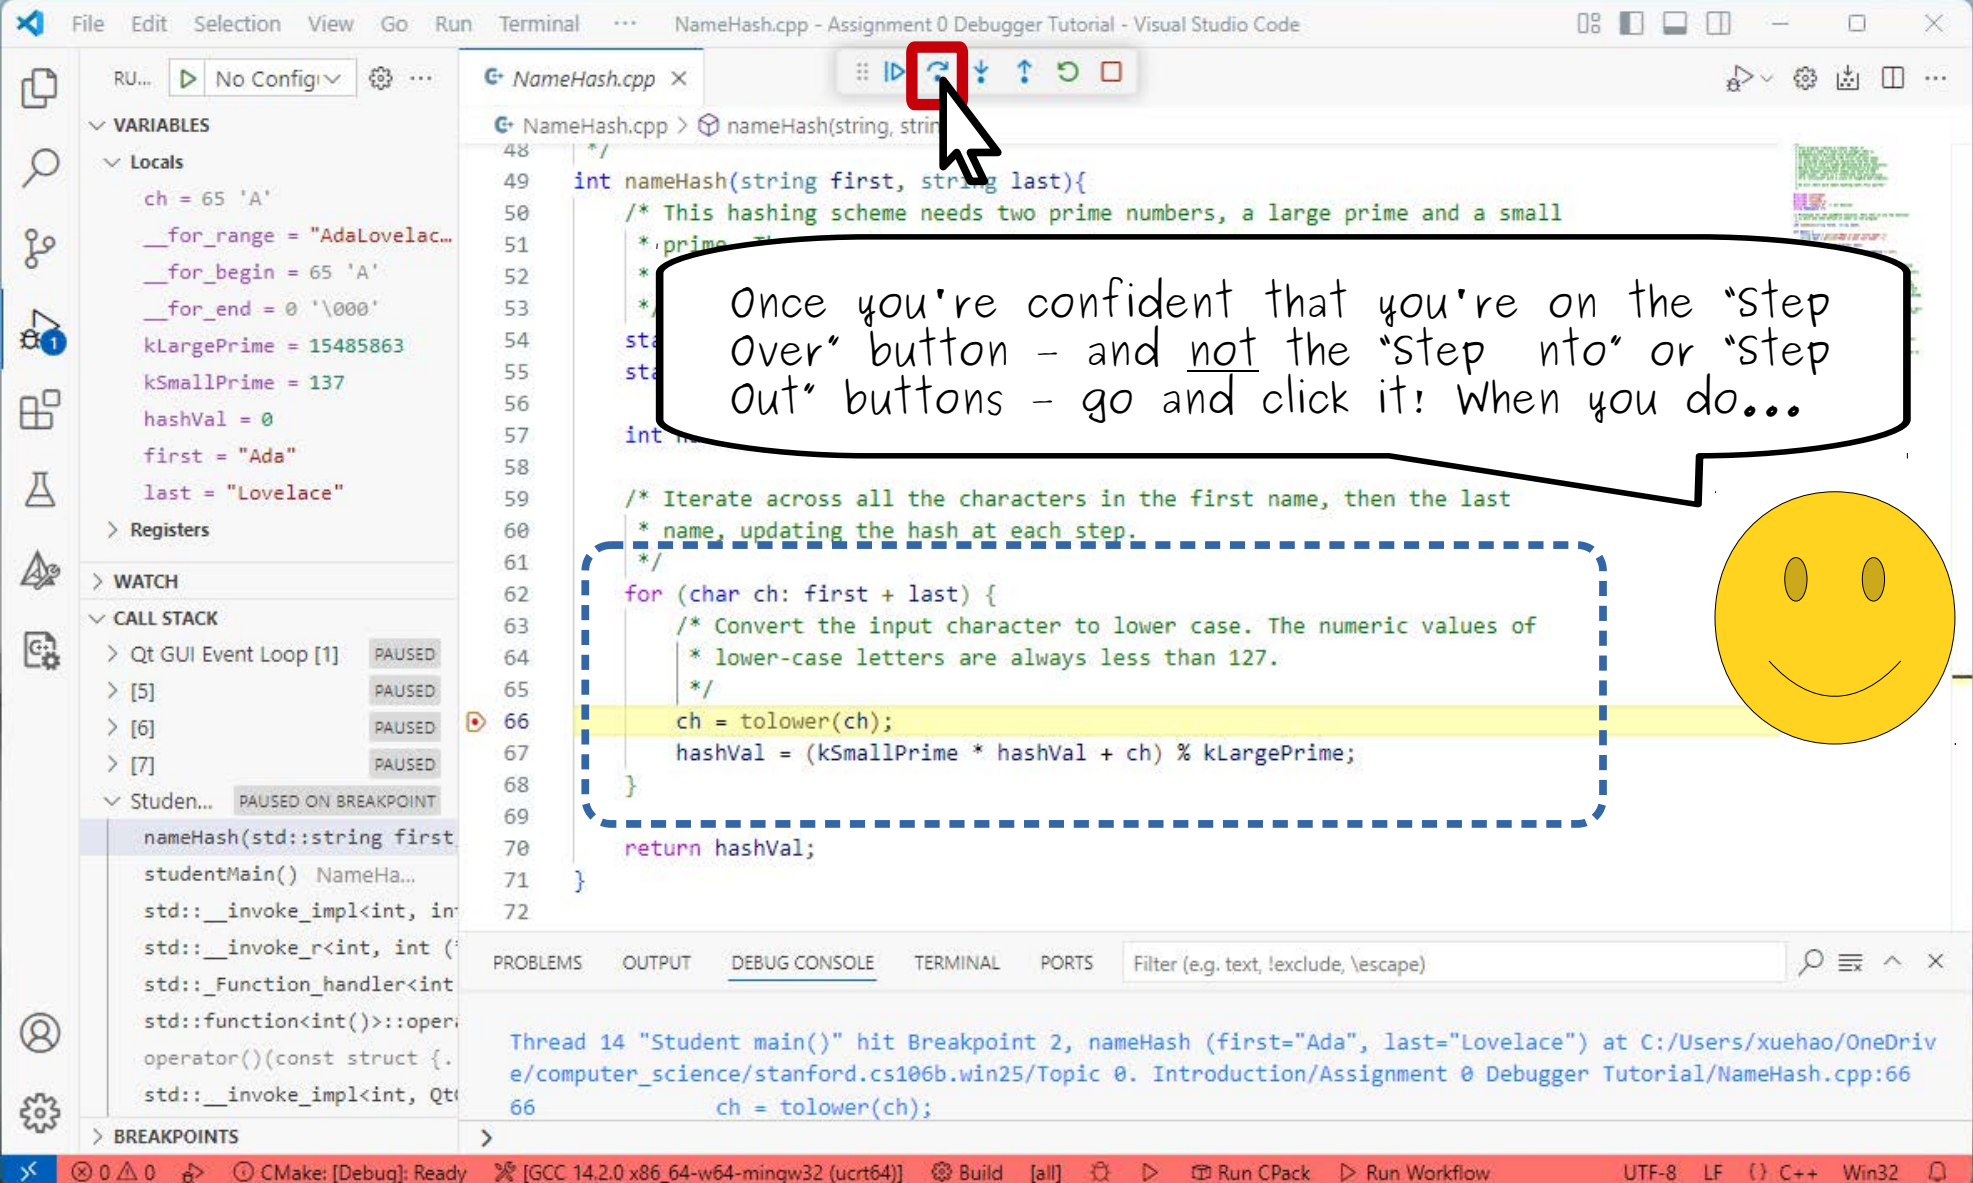 File Edit Selection View Go Run Terminal ··· NameHash.cpp - Assignment 0 Debugger Tutorial - Visual Studio Code
RU... No Config
NameHash.cpp
VARIABLES
Locals
ch = 65 'A'
__for_range = "AdaLovelac…
__for_begin = 65 'A'
__for_end = 0 '\000'
kLargePrime = 15485863
kSmallPrime = 137
hashVal = 0
first = "Ada"
last = "Lovelace"
Registers
WATCH
CALL STACK
Qt GUI Event Loop [1] PAUSED
[5] PAUSED
[6] PAUSED
[7] PAUSED
Studen... PAUSED ON BREAKPOINT
nameHash(std::string first
studentMain() NameHa...
std::__invoke_impl<int, in
std::__invoke_r<int, int (
std::_Function_handler<int
std::function<int()>::oper
operator()(const struct {.
std::__invoke_impl<int, Qt
BREAKPOINTS
NameHash.cpp > nameHash(string, strin
48 */
49 int nameHash(string first, string last){
50 /* This hashing scheme needs two prime numbers, a large prime and a small
51 * prime.
52 *
53 *
54 sta
55 sta
56
57 int
58
59 /* Iterate across all the characters in the first name, then the last
60 * name, updating the hash at each step.
61 */
62 for (char ch: first + last) {
63 /* Convert the input character to lower case. The numeric values of
64 * lower-case letters are always less than 127.
65 */
66 ch = tolower(ch);
67 hashVal = (kSmallPrime * hashVal + ch) % kLargePrime;
68 }
69
70 return hashVal;
71 }
72
Once you're confident that you're on the "Step
Over" button – and not the "Step nto" or "Step
Out" buttons – go and click it! When you do...
PROBLEMS OUTPUT DEBUG CONSOLE TERMINAL PORTS Filter (e.g. text, !exclude, \escape)
Thread 14 "Student main()" hit Breakpoint 2, nameHash (first="Ada", last="Lovelace") at C:/Users/xuehao/OneDriv
e/computer_science/stanford.cs106b.win25/Topic 0. Introduction/Assignment 0 Debugger Tutorial/NameHash.cpp:66
66 ch = tolower(ch);
>
0 0 CMake: [Debug]: Ready [GCC 14.2.0 x86_64-w64-mingw32 (ucrt64)] Build [all] Run CPack Run Workflow UTF-8 LF {} C++ Win32